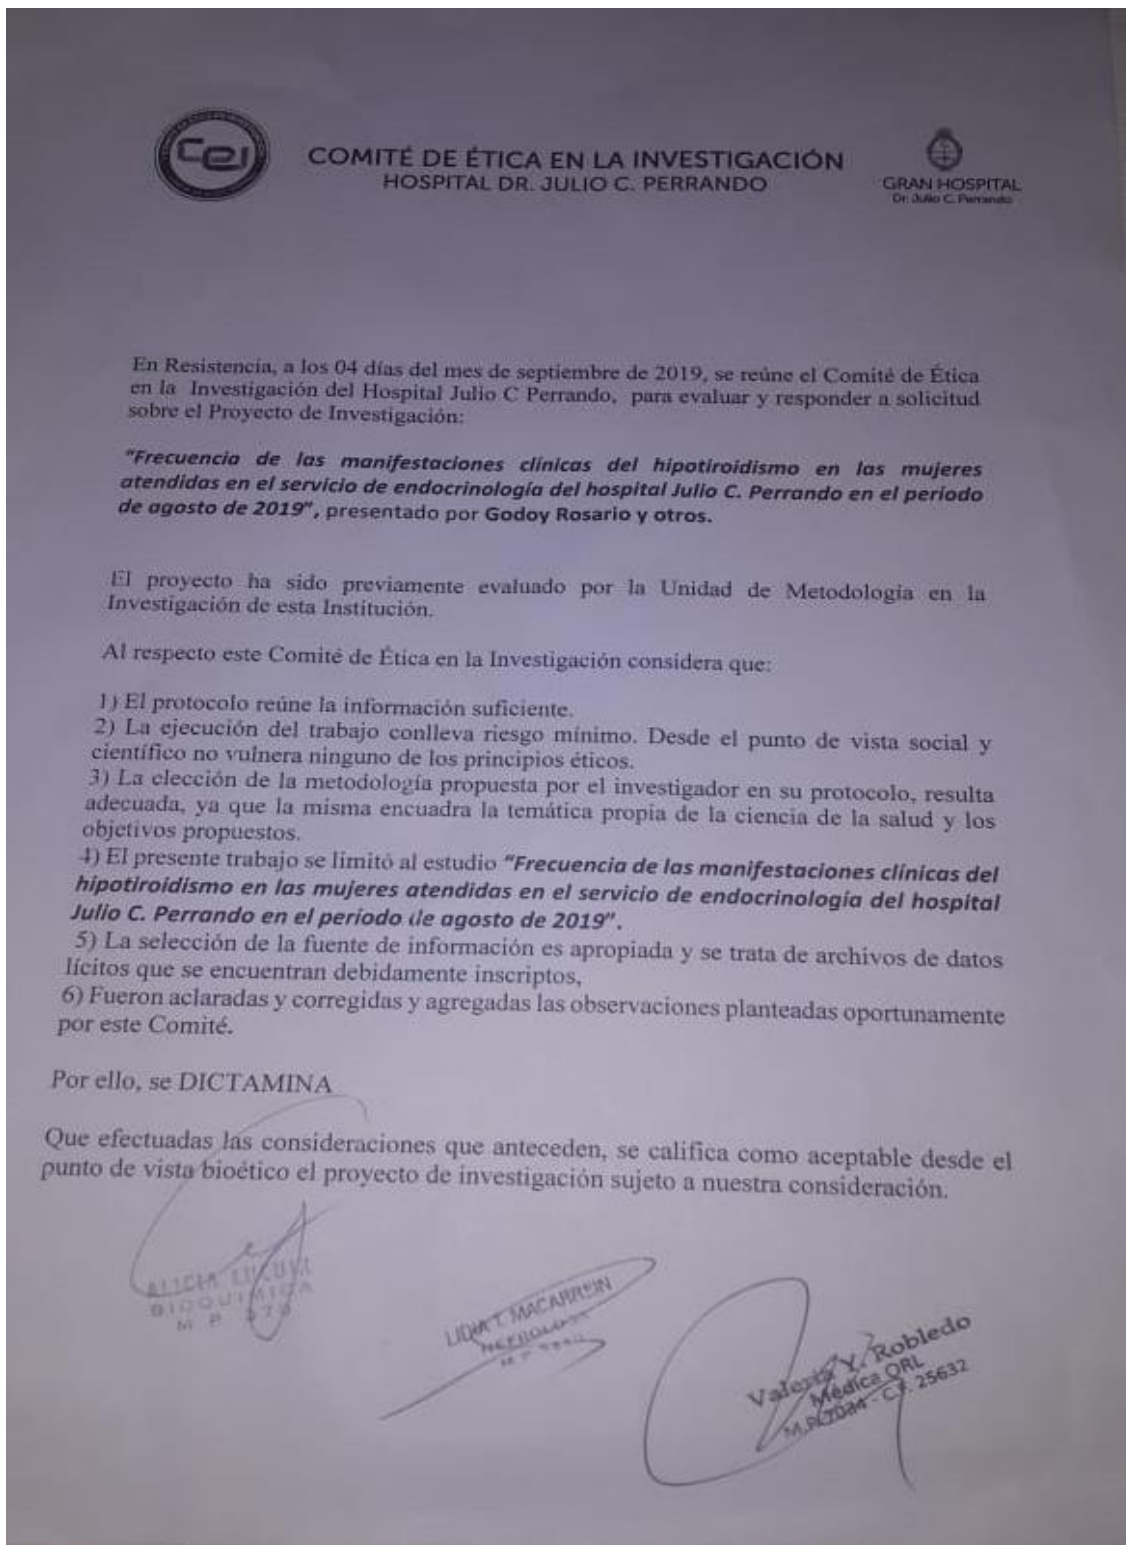 cei
COMITÉ DE ÉTICA EN LA INVESTIGACIÓN
HOSPITAL DR. JULIO C. PERRANDO
GRAN HOSPITAL
Dr. Julio C. Perrando
En Resistencia, a los 04 días del mes de septiembre de 2019, se reúne el Comité de Ética
en la Investigación del Hospital Julio C Perrando, para evaluar y responder a solicitud
sobre el Proyecto de Investigación:
"Frecuencia de las manifestaciones clínicas del hipotiroidismo en las mujeres
atendidas en el servicio de endocrinología del hospital Julio C. Perrando en el período
de agosto de 2019", presentado por Godoy Rosario y otros.
El proyecto ha sido previamente evaluado por la Unidad de Metodología en la
Investigación de esta Institución.
Al respecto este Comité de Ética en la Investigación considera que:
1) El protocolo reúne la información suficiente.
2) La ejecución del trabajo conlleva riesgo mínimo. Desde el punto de vista social y
científico no vulnera ninguno de los principios éticos.
3) La elección de la metodología propuesta por el investigador en su protocolo, resulta
adecuada, ya que la misma encuadra la temática propia de la ciencia de la salud y los
objetivos propuestos.
4) El presente trabajo se limitó al estudio "Frecuencia de las manifestaciones clínicas del
hipotiroidismo en las mujeres atendidas en el servicio de endocrinología del hospital
Julio C. Perrando en el período de agosto de 2019".
5) La selección de la fuente de información es apropiada y se trata de archivos de datos
lícitos que se encuentran debidamente inscriptos,
6) Fueron aclaradas y corregidas y agregadas las observaciones planteadas oportunamente
por este Comité.
Por ello, se DICTAMINA
Que efectuadas las consideraciones que anteceden, se califica como aceptable desde el
punto de vista bioético el proyecto de investigación sujeto a nuestra consideración.
ALICIA
BIOQUIMICA
M P
LIDIA T. MACARREIN
NEFROLOGA
M P
Valeria Y. Robledo
Médica ORL
M.P. 7034 - C.F. 25632